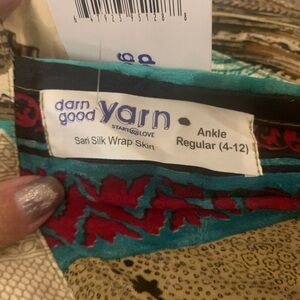 darn good yarn
START WITH LOVE
Sari Silk Wrap Skirt
Ankle
Regular (4-12)